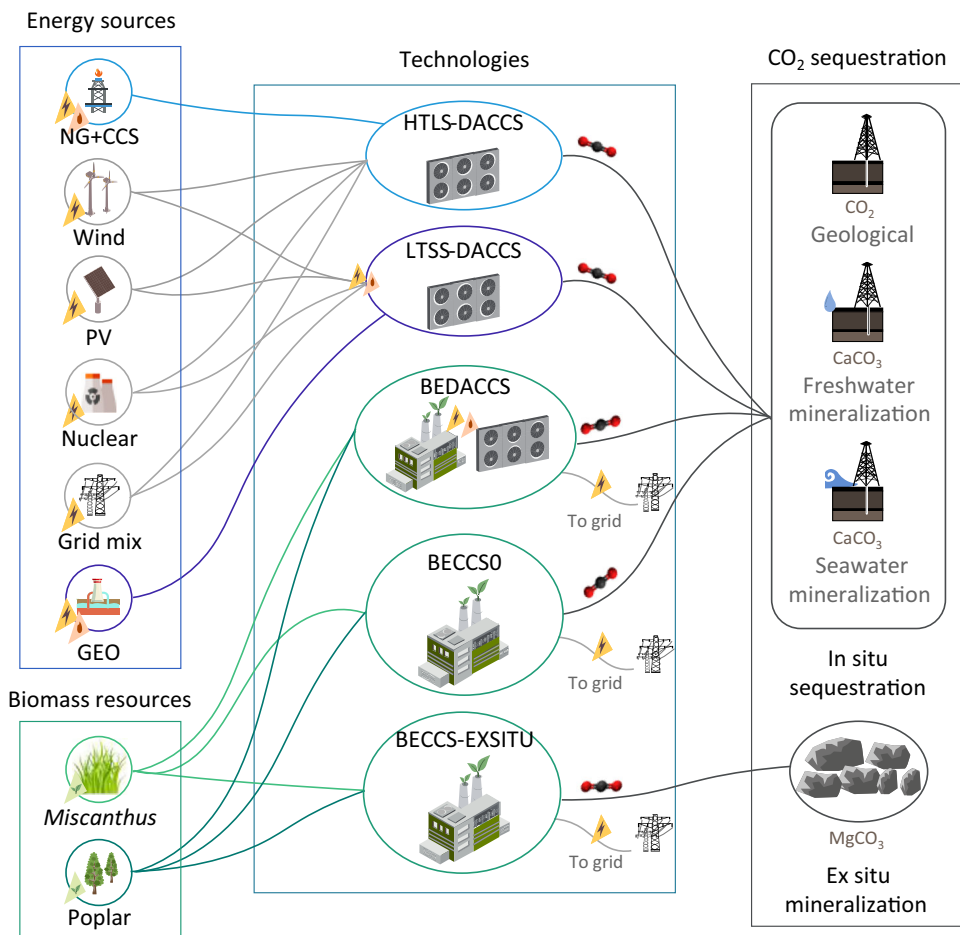 Energy sources
NG+CCS
Wind
PV
Nuclear
Grid mix
GEO
Biomass resources
Miscanthus
Poplar
Technologies
HTLS-DACCS
LTSS-DACCS
BEDACCS
To grid
BECCS0
To grid
BECCS-EXSITU
To grid
CO₂ sequestration
CO₂
Geological
CaCO₃
Freshwater
mineralization
CaCO₃
Seawater
mineralization
In situ
sequestration
MgCO₃
Ex situ
mineralization